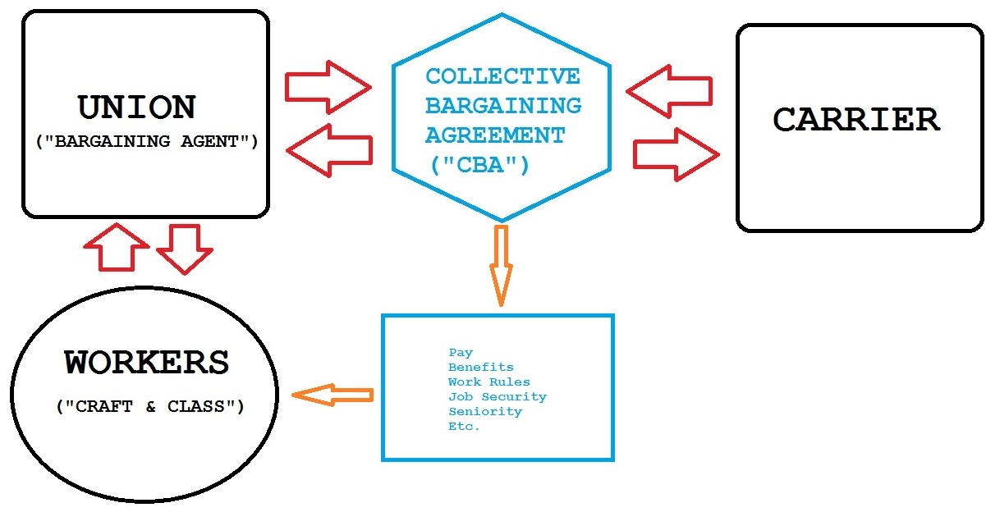 UNION
("BARGAINING AGENT")
COLLECTIVE
BARGAINING
AGREEMENT
("CBA")
CARRIER
WORKERS
("CRAFT & CLASS")
Pay
Benefits
Work Rules
Job Security
Seniority
Etc.